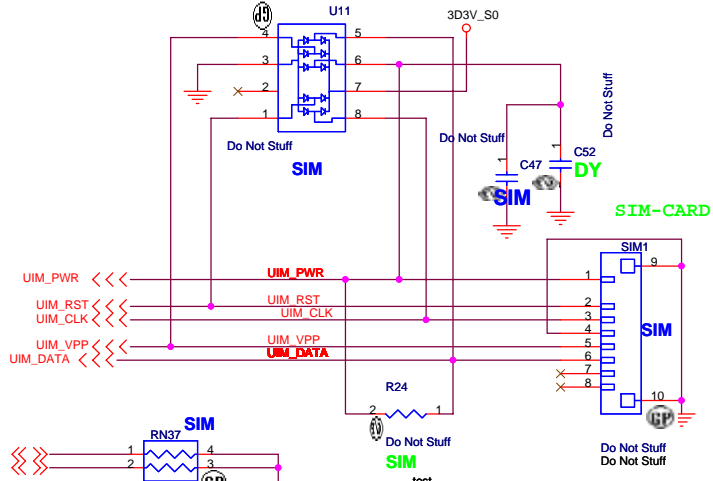 U11
3D3V_S0
4
5
3
6
2
7
1
8
Do Not Stuff
SIM
Do Not Stuff
Do Not Stuff
1
C47
SIM
1
C52
DY
SIM-CARD
SIM1
9
UIM_PWR
UIM_PWR
1
UIM_RST
UIM_RST
2
UIM_CLK
UIM_CLK
3
4
SIM
UIM_VPP
UIM_VPP
5
UIM_DATA
UIM_DATA
6
7
8
R24
10
GP
2
1
Do Not Stuff
SIM
SIM
RN37
1
4
2
3
Do Not Stuff
Do Not Stuff